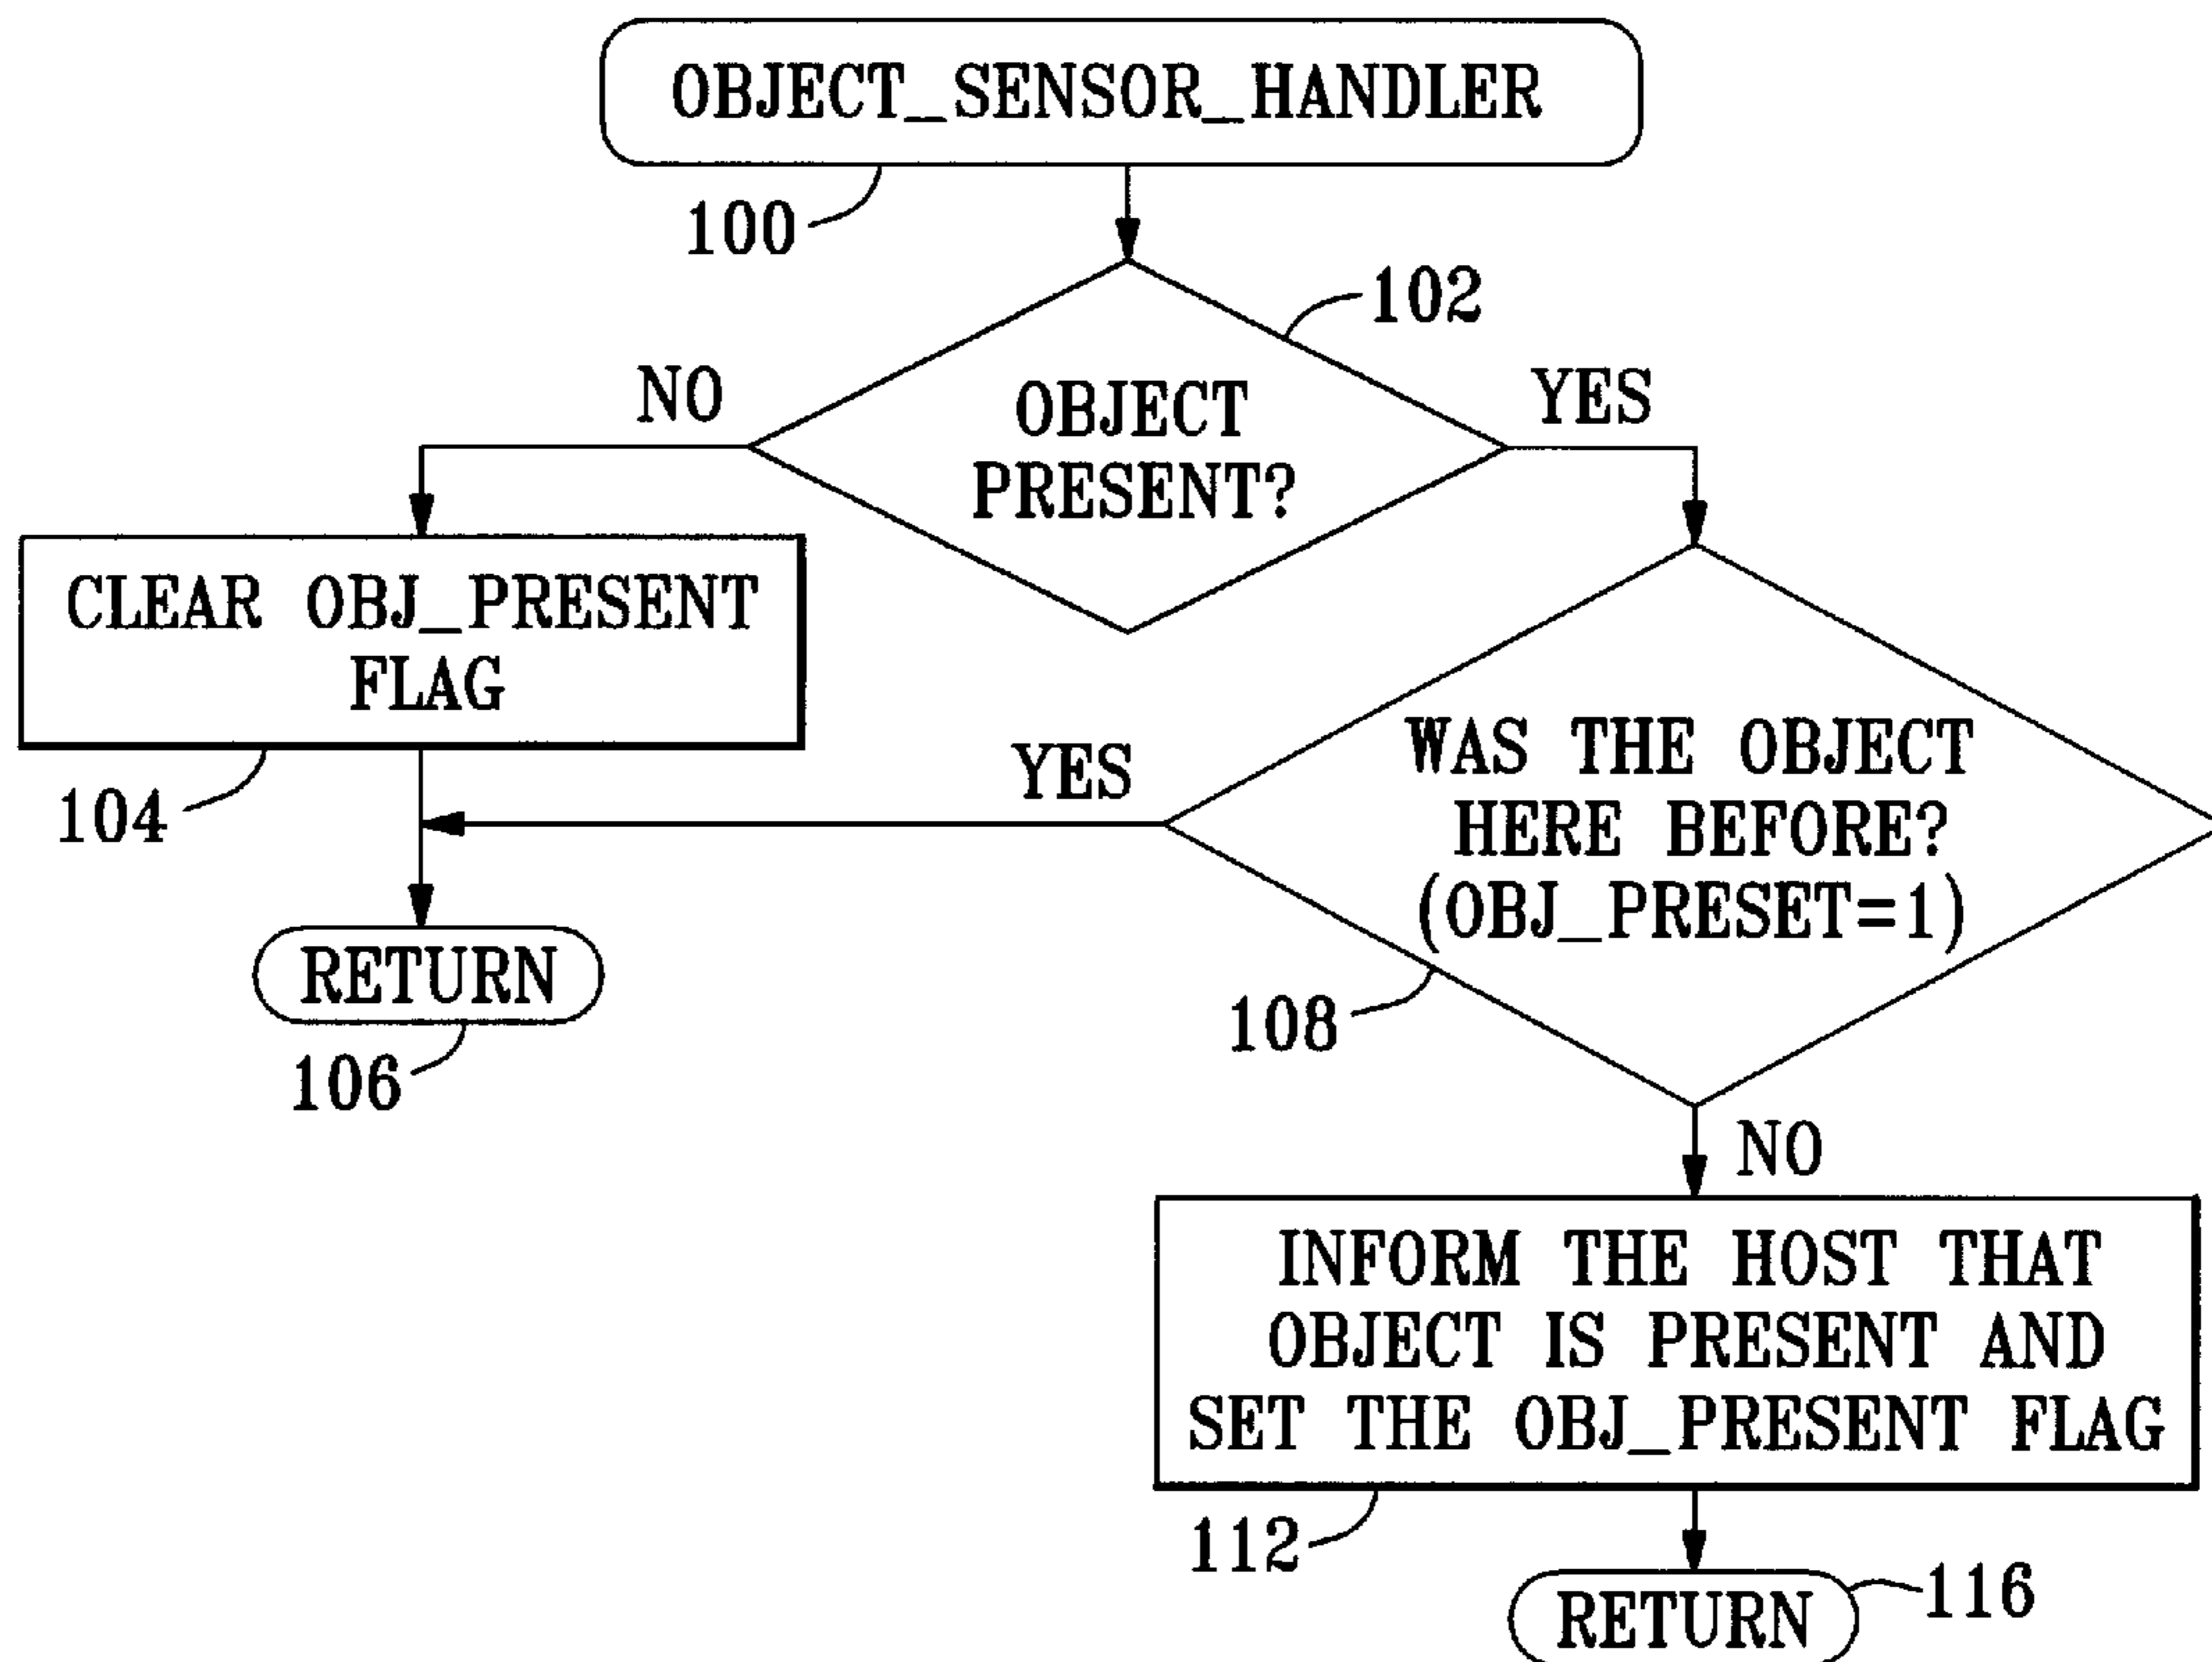 OBJECT_SENSOR_HANDLER
100
102
NO
YES
OBJECT
PRESENT?
CLEAR OBJ_PRESENT
FLAG
104
YES
WAS THE OBJECT
HERE BEFORE?
(OBJ_PRESET=1)
RETURN
106
108
NO
INFORM THE HOST THAT
OBJECT IS PRESENT AND
SET THE OBJ_PRESENT FLAG
112
RETURN
116